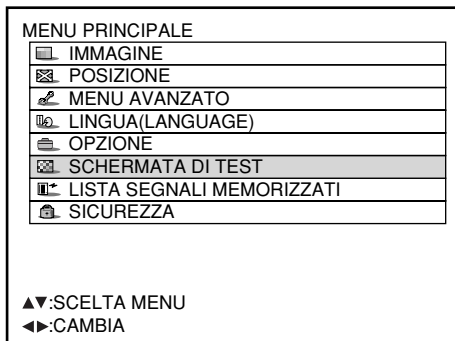 MENU PRINCIPALE
IMMAGINE
POSIZIONE
MENU AVANZATO
LINGUA(LANGUAGE)
OPZIONE
SCHERMATA DI TEST
LISTA SEGNALI MEMORIZZATI
SICUREZZA
▲▼:SCELTA MENU
◀▶:CAMBIA